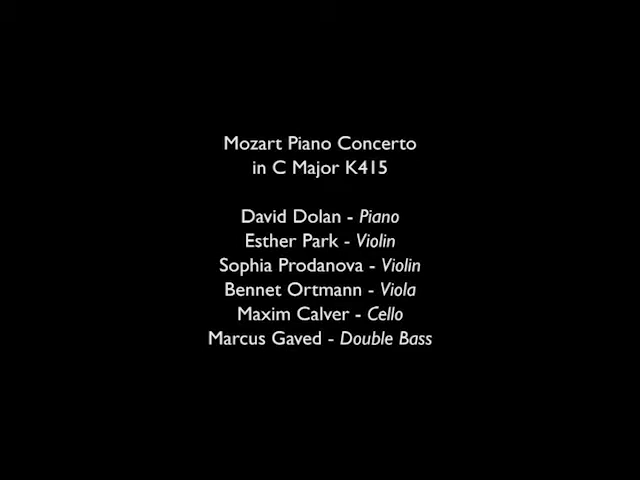 Mozart Piano Concerto
in C Major K415
David Dolan - Piano
Esther Park - Violin
Sophia Prodanova - Violin
Bennet Ortmann - Viola
Maxim Calver - Cello
Marcus Gaved - Double Bass